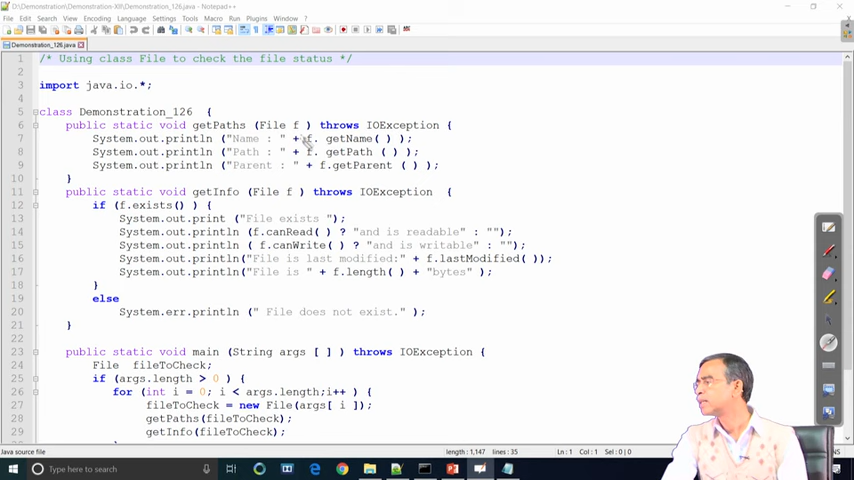 D:\Demonstration\Demonstration-XII\Demonstration_126.java - Notepad++
File Edit Search View Encoding Language Settings Tools Macro Run Plugins Window ?
Demonstration_126.java
1 /* Using class File to check the file status */
2
3 import java.io.*;
4
5 class Demonstration_126 {
6 public static void getPaths (File f ) throws IOException {
7 System.out.println ("Name : " + f. getName( ) );
8 System.out.println ("Path : " + f. getPath ( ) );
9 System.out.println ("Parent : " + f.getParent ( ) );
10 }
11 public static void getInfo (File f ) throws IOException {
12 if (f.exists() ) {
13 System.out.print ("File exists ");
14 System.out.println (f.canRead( ) ? "and is readable" : "");
15 System.out.println ( f.canWrite( ) ? "and is writable" : "");
16 System.out.println("File is last modified:" + f.lastModified( ));
17 System.out.println("File is " + f.length( ) + "bytes" );
18 }
19 else
20 System.err.println (" File does not exist." );
21 }
22
23 public static void main (String args [ ] ) throws IOException {
24 File fileToCheck;
25 if (args.length > 0 ) {
26 for (int i = 0; i < args.length;i++ ) {
27 fileToCheck = new File(args[ i ]);
28 getPaths(fileToCheck);
29 getInfo(fileToCheck);
Java source file length : 1,147 lines : 35 Ln : 1 Col : 1 Sel : 0 | 0
Type here to search